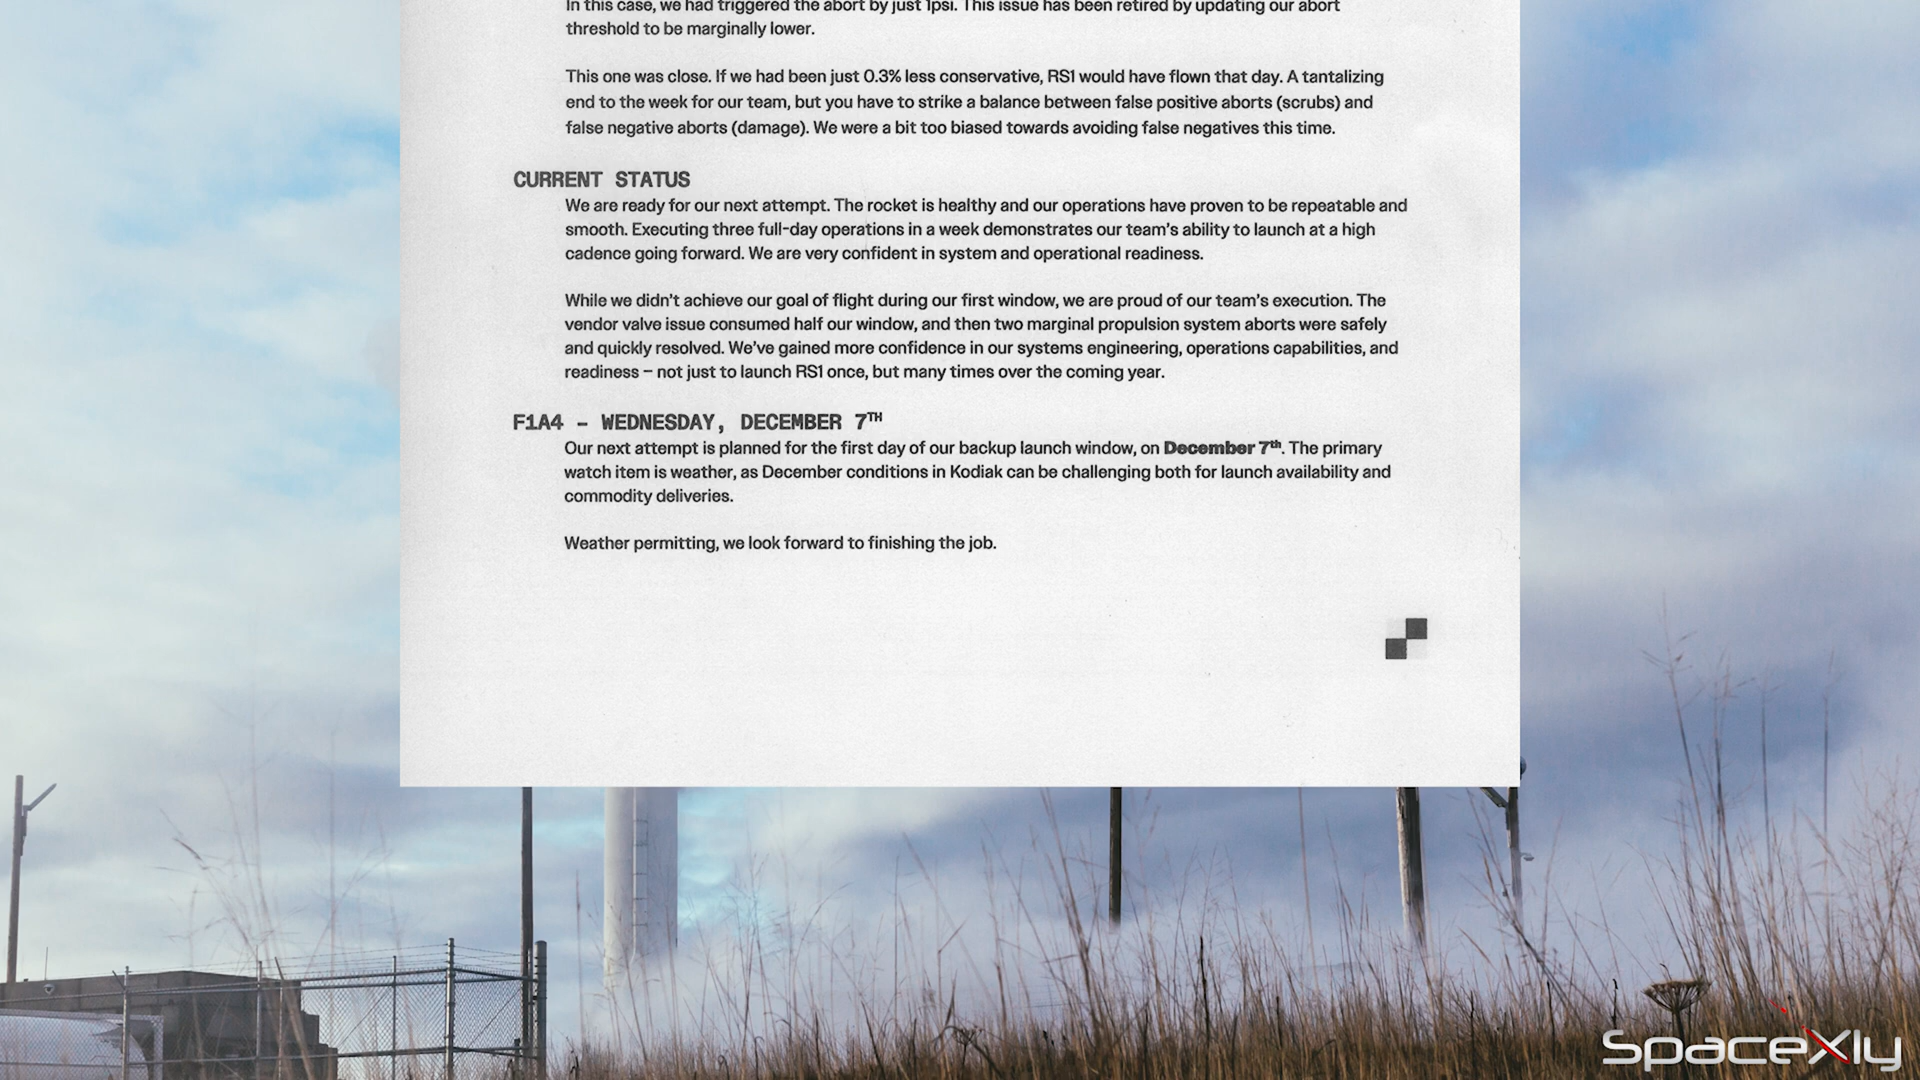 In this case, we had triggered the abort by just 1psi. This issue has been retired by updating our abort
threshold to be marginally lower.
This one was close. If we had been just 0.3% less conservative, RS1 would have flown that day. A tantalizing
end to the week for our team, but you have to strike a balance between false positive aborts (scrubs) and
false negative aborts (damage). We were a bit too biased towards avoiding false negatives this time.
CURRENT STATUS
We are ready for our next attempt. The rocket is healthy and our operations have proven to be repeatable and
smooth. Executing three full-day operations in a week demonstrates our team's ability to launch at a high
cadence going forward. We are very confident in system and operational readiness.
While we didn't achieve our goal of flight during our first window, we are proud of our team's execution. The
vendor valve issue consumed half our window, and then two marginal propulsion system aborts were safely
and quickly resolved. We've gained more confidence in our systems engineering, operations capabilities, and
readiness – not just to launch RS1 once, but many times over the coming year.
F1A4 – WEDNESDAY, DECEMBER 7TH
Our next attempt is planned for the first day of our backup launch window, on December 7th. The primary
watch item is weather, as December conditions in Kodiak can be challenging both for launch availability and
commodity deliveries.
Weather permitting, we look forward to finishing the job.
SpaceXly